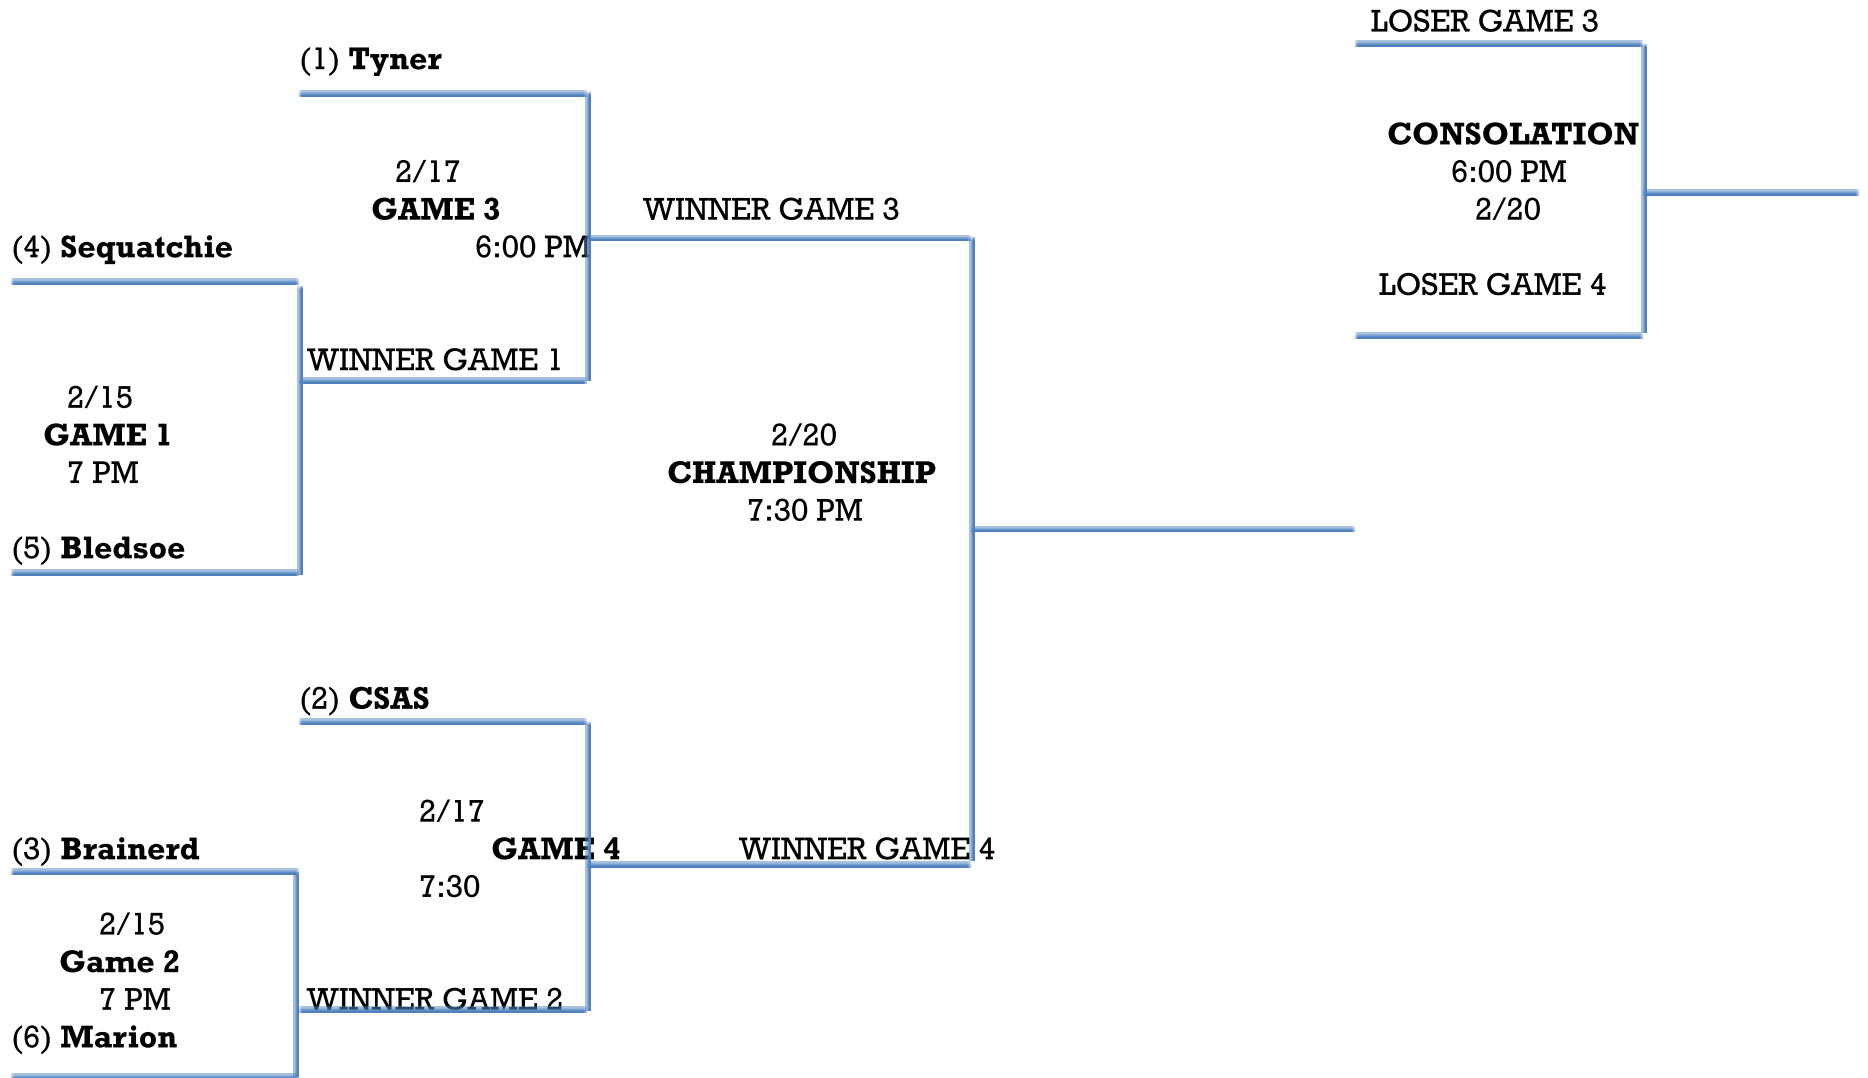 LOSER GAME 3
(1) Tyner
CONSOLATION
2/17
6:00 PM
GAME 3
WINNER GAME 3
2/20
(4) Sequatchie
6:00 PM
LOSER GAME 4
WINNER GAME 1
2/15
GAME 1
2/20
7 PM
CHAMPIONSHIP
7:30 PM
(5) Bledsoe
(2) CSAS
2/17
(3) Brainerd
GAME 4
WINNER GAME 4
7:30
2/15
Game 2
7 PM
WINNER GAME 2
(6) Marion